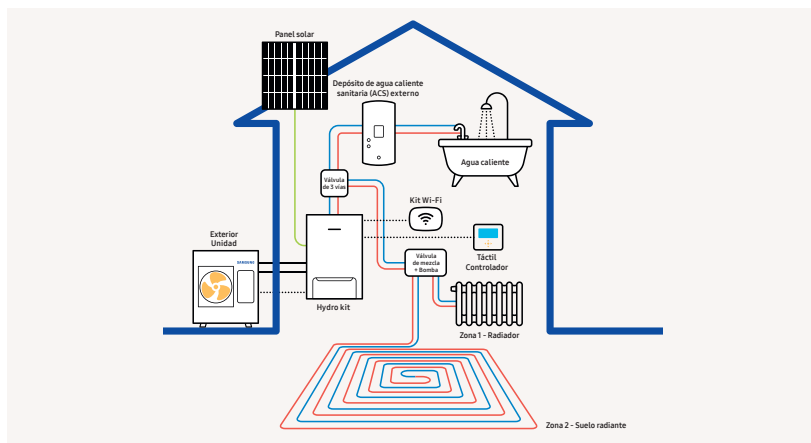 Panel solar
Depósito de agua caliente
sanitaria (ACS) externo
Agua caliente
Válvula
de 3 vías
Kit Wi-Fi
Exterior
Unidad
SAMSUNG
Válvula
de mezcla
+ Bomba
Táctil
Controlador
Hydro kit
Zona 1 - Radiador
Zona 2 - Suelo radiante